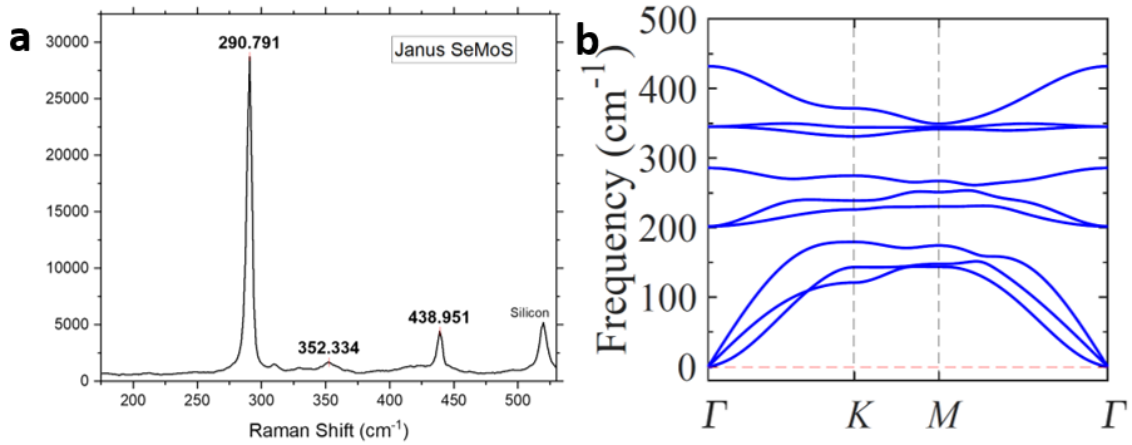 a
30000
25000
20000
15000
10000
5000
0
290.791
Janus SeMoS
352.334
438.951
Silicon
200 250 300 350 400 450 500
Raman Shift (cm⁻¹)
b
500
400
300
200
100
0
Frequency (cm⁻¹)
Γ K M Γ